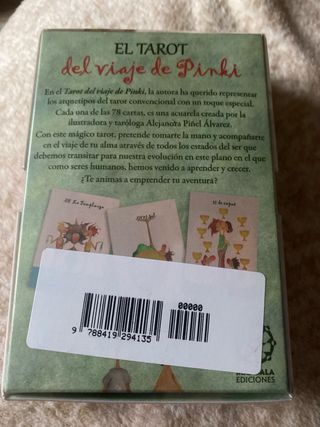 EL TAROT
del viaje de Pinki
En el Tarot del viaje de Pinki, la autora ha querido representar
los arquetipos del tarot convencional con un toque especial.
Cada una de las 78 cartas, es una acuarela creada por la
ilustradora y taróloga Alejandra Piñel Álvarez.
Con este mágico tarot, pretende tomarte la mano y acompañarte
en el viaje de tu alma através de todos los estados del ser que
debemos transitar para nuestra evolución en este plano en el que
como seres humanos, hemos venido a aprender y crecer.
¿Te animas a emprender tu aventura?
10 de copas
00000
9 788419 294135
EDICIONES